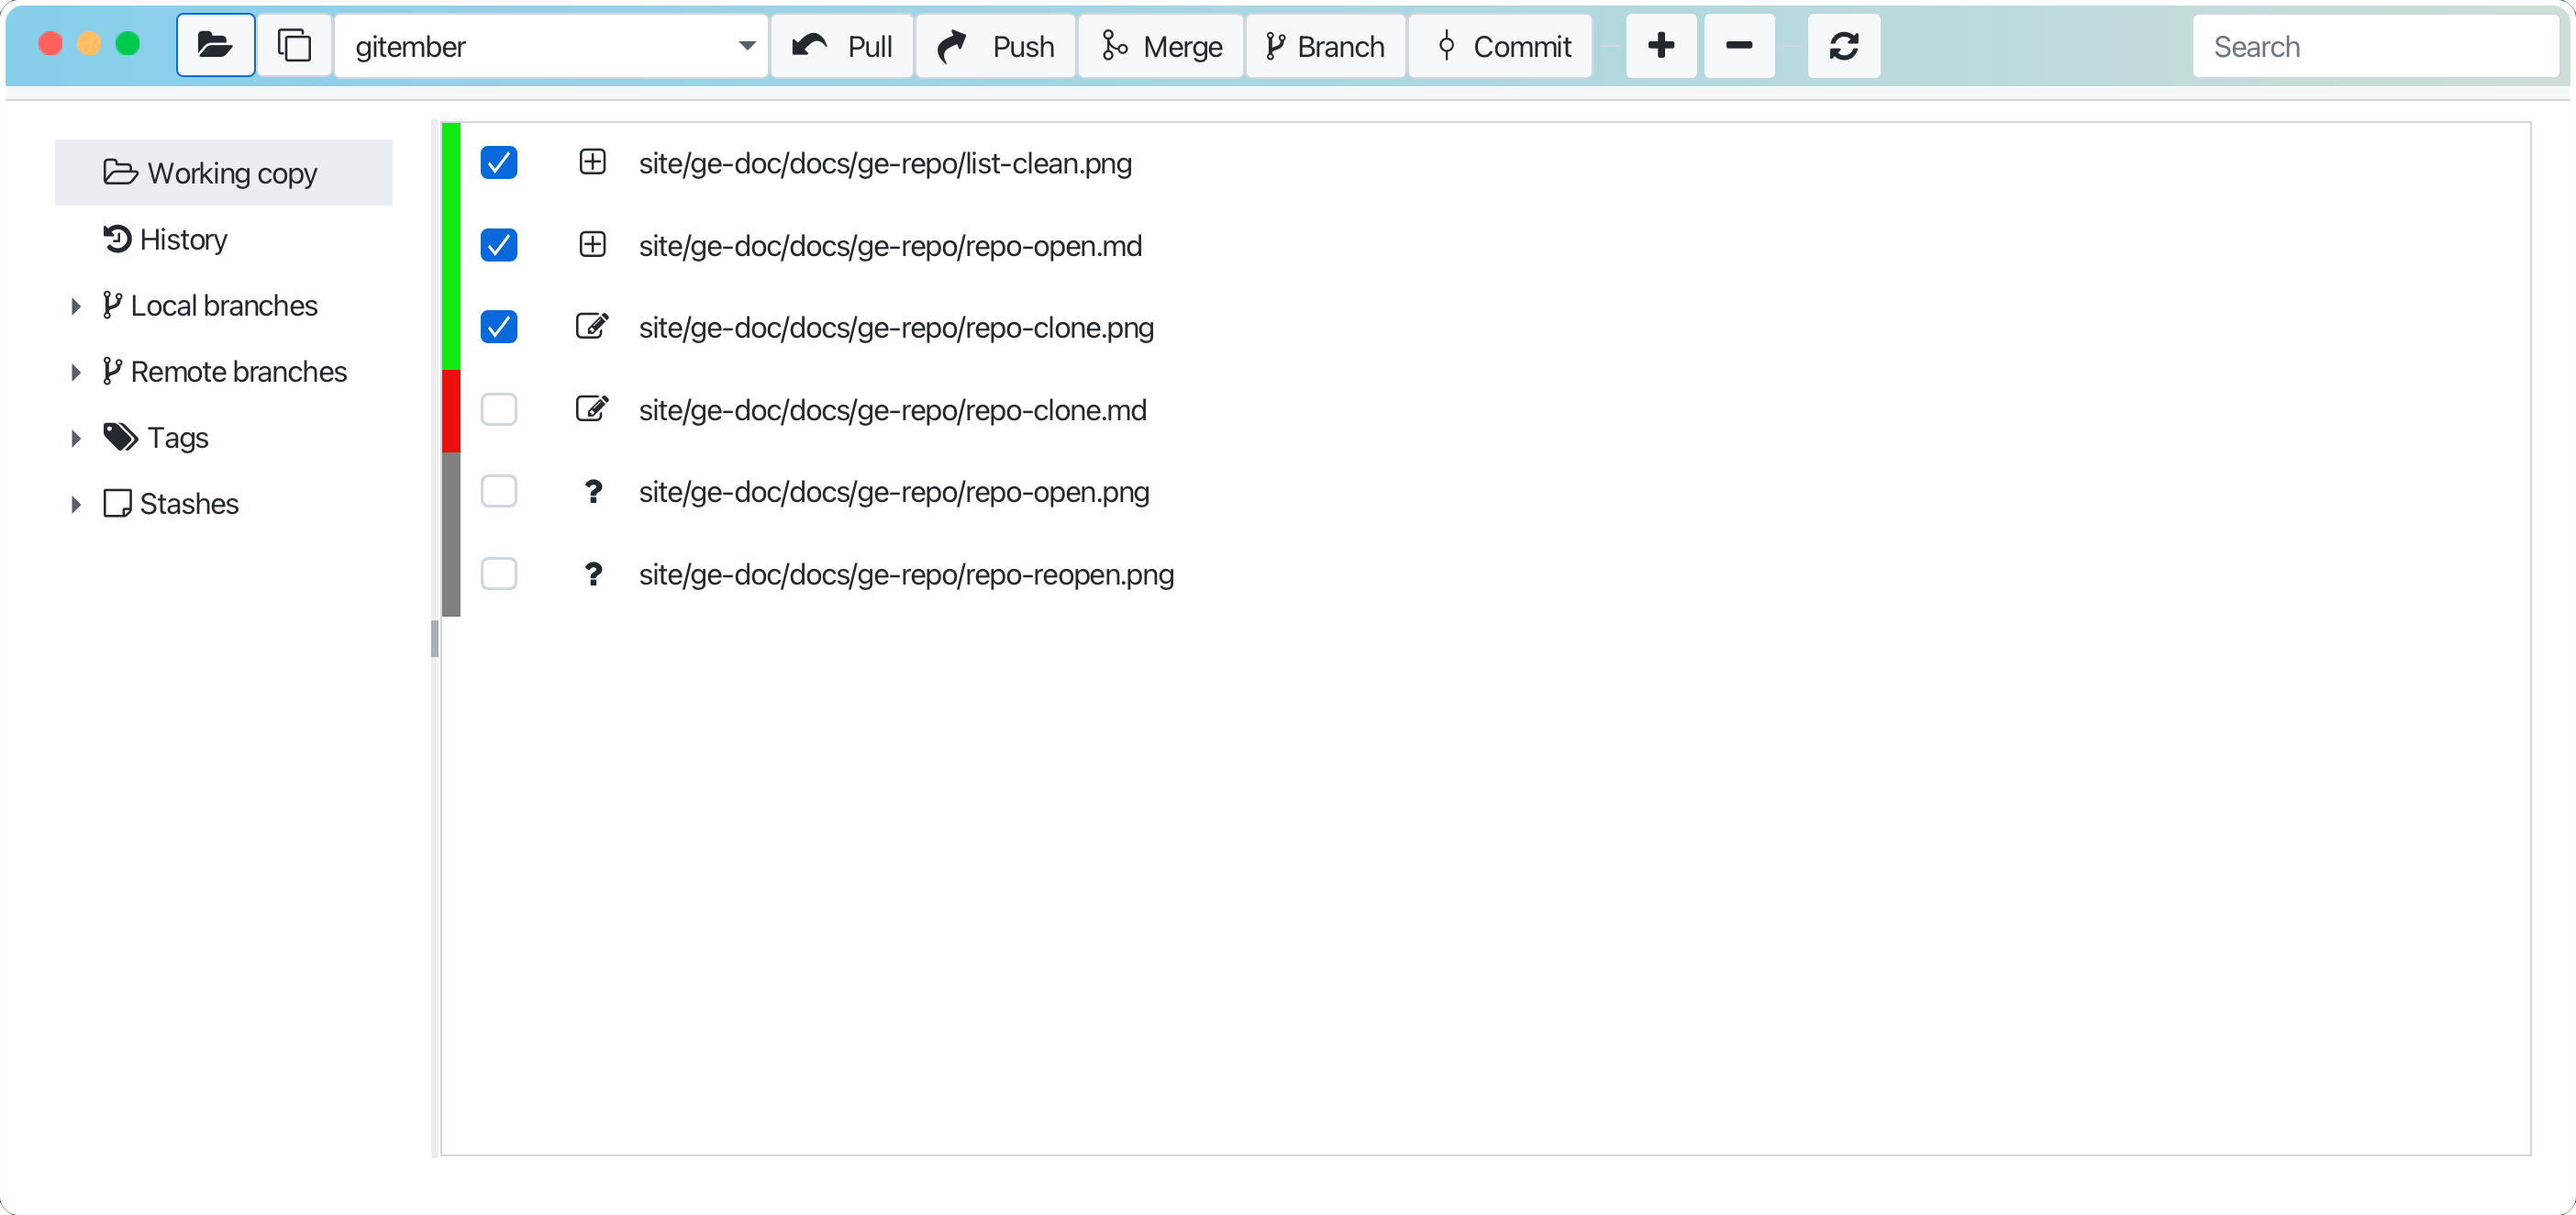 gitember Pull Push Merge Branch Commit Search
Working copy
History
Local branches
Remote branches
Tags
Stashes
site/ge-doc/docs/ge-repo/list-clean.png
site/ge-doc/docs/ge-repo/repo-open.md
site/ge-doc/docs/ge-repo/repo-clone.png
site/ge-doc/docs/ge-repo/repo-clone.md
? site/ge-doc/docs/ge-repo/repo-open.png
? site/ge-doc/docs/ge-repo/repo-reopen.png